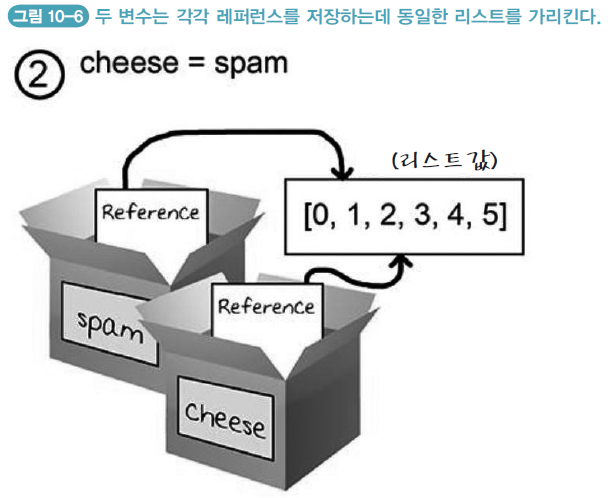 그림 10-6 두 변수는 각각 레퍼런스를 저장하는데 동일한 리스트를 가리킨다.
② cheese = spam
(리스트 값)
[0, 1, 2, 3, 4, 5]
Reference
spam
Reference
cheese